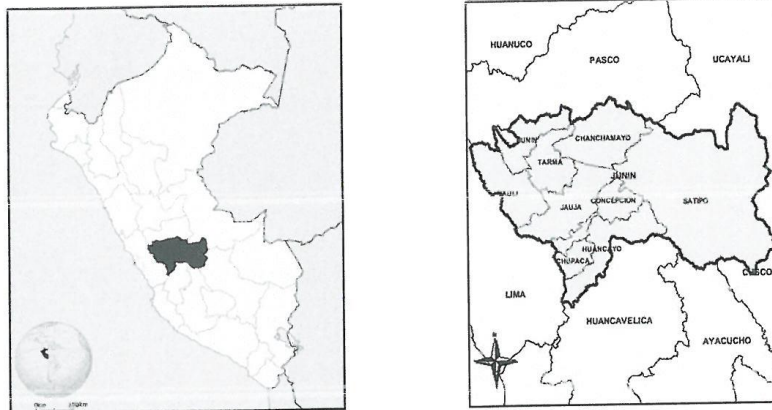 HUANUCO
PASCO
UCAYALI
JUNIN
CHANCHAMAYO
TARMA
JUNIN
JAUJA
CONCEPCION
SATIPO
HUANCAYO
CHUPACA
CUSCO
LIMA
HUANCAVELICA
AYACUCHO
N